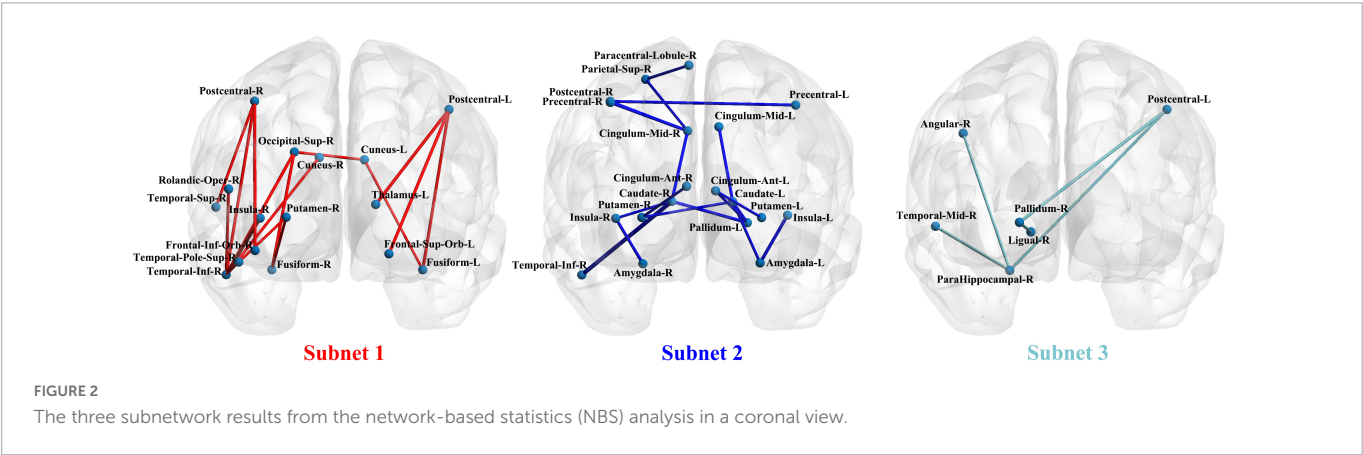 Postcentral-R
Postcentral-L
Occipital-Sup-R
Cuneus-L
Cuneus-R
Rolandic-Oper-R
Temporal-Sup-R
Thalamus-L
Insula-R
Putamen-R
Frontal-Inf-Orb-R
Frontal-Sup-Orb-L
Temporal-Pole-Sup-R
Fusiform-R
Fusiform-L
Temporal-Inf-R
Subnet 1
Paracentral-Lobule-R
Parietal-Sup-R
Postcentral-R
Precentral-R
Precentral-L
Cingulum-Mid-L
Cingulum-Mid-R
Cingulum-Ant-R
Cingulum-Ant-L
Caudate-R
Caudate-L
Putamen-R
Putamen-L
Insula-R
Insula-L
Pallidum-L
Temporal-Inf-R
Amygdala-R
Amygdala-L
Subnet 2
Postcentral-L
Angular-R
Pallidum-R
Temporal-Mid-R
Ligual-R
ParaHippocampal-R
Subnet 3
FIGURE 2
The three subnetwork results from the network-based statistics (NBS) analysis in a coronal view.